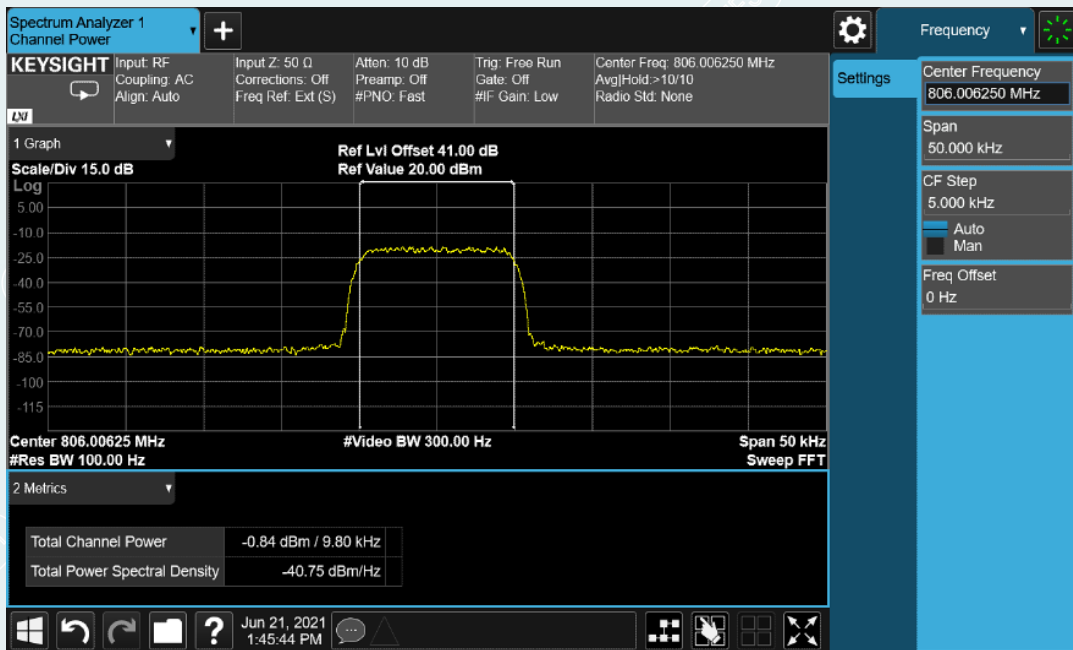 Spectrum Analyzer 1
Channel Power
+
Frequency
KEYSIGHT
LXI
Input: RF
Coupling: AC
Align: Auto
Input Z: 50 Ω
Corrections: Off
Freq Ref: Ext (S)
Atten: 10 dB
Preamp: Off
#PNO: Fast
Trig: Free Run
Gate: Off
#IF Gain: Low
Center Freq: 806.006250 MHz
Avg|Hold:>10/10
Radio Std: None
Settings
Center Frequency
806.006250 MHz
Span
50.000 kHz
CF Step
5.000 kHz
Auto
Man
Freq Offset
0 Hz
1 Graph
Scale/Div 15.0 dB
Ref Lvl Offset 41.00 dB
Ref Value 20.00 dBm
Log
5.00
-10.0
-25.0
-40.0
-55.0
-70.0
-85.0
-100
-115
Center 806.00625 MHz
#Video BW 300.00 Hz
Span 50 kHz
#Res BW 100.00 Hz
Sweep FFT
2 Metrics
Total Channel Power -0.84 dBm / 9.80 kHz
Total Power Spectral Density -40.75 dBm/Hz
?
Jun 21, 2021
1:45:44 PM